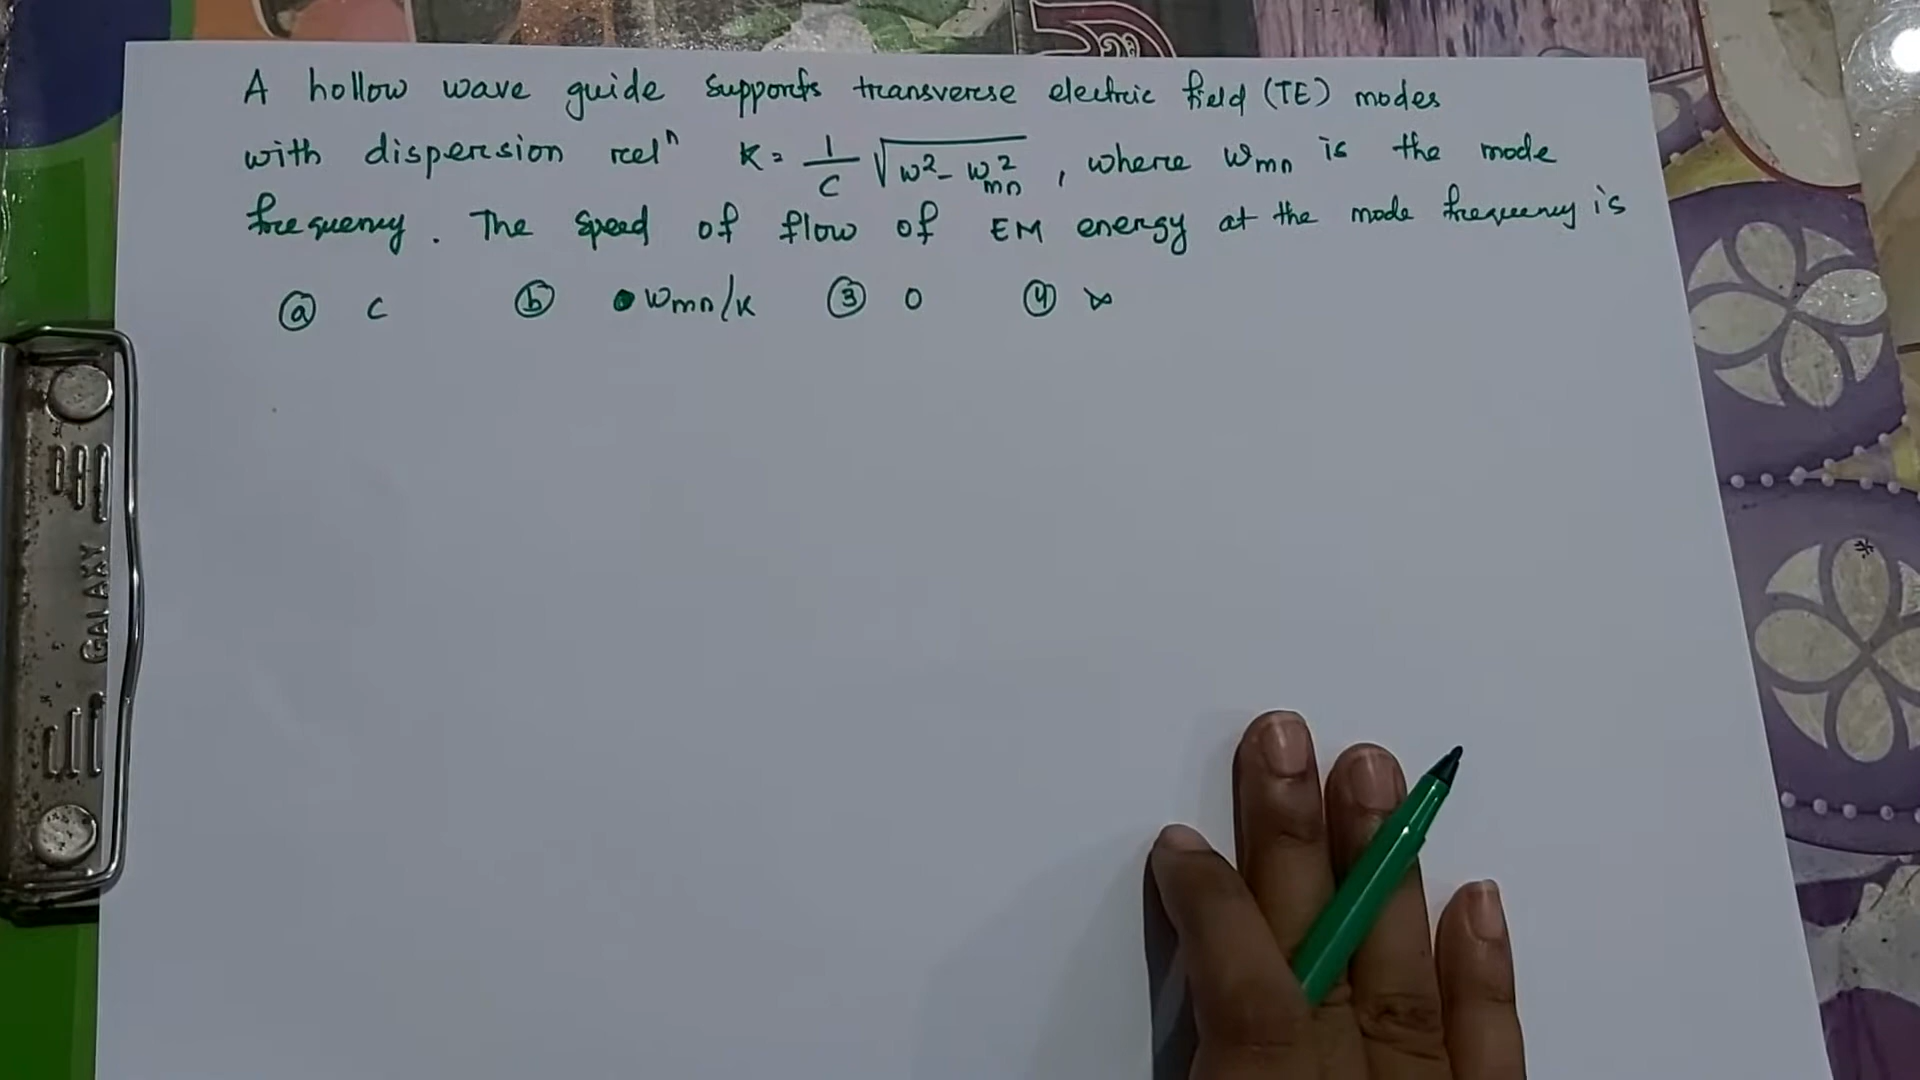 A hollow wave guide supports transverse electric field (TE) modes
with dispersion relⁿ K = 1/C √(ω² - ω²mn) , where ωmn is the mode
frequency. The speed of flow of EM energy at the mode frequency is
(a) C (b) ωmn/K (3) 0 (4) ∞
GALAXY